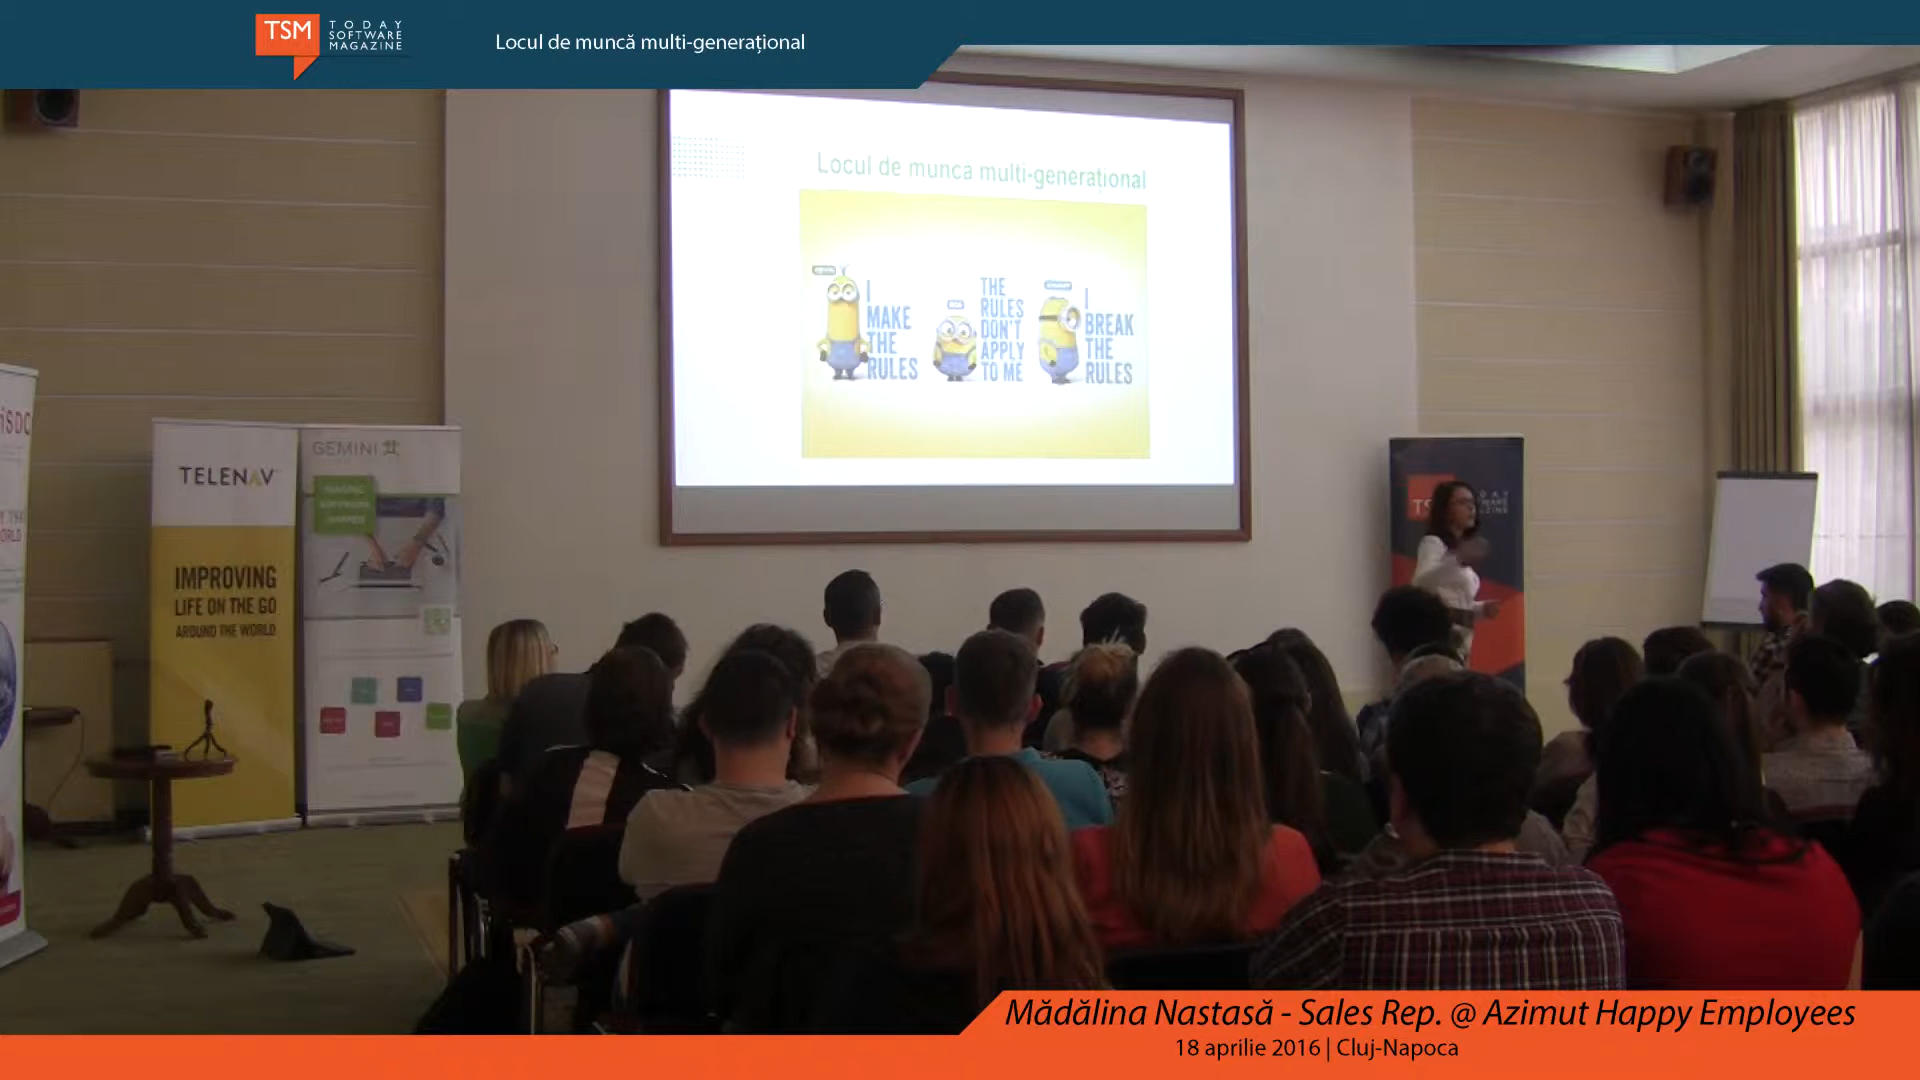 TSM
TODAY
SOFTWARE
MAGAZINE
Locul de muncă multi-generațional
Locul de munca multi-generațional
I
MAKE
THE
RULES
THE
RULES
DON'T
APPLY
TO ME
I
BREAK
THE
RULES
TELENAV
IMPROVING
LIFE ON THE GO
AROUND THE WORLD
GEMINI
iSDC
Mădălina Nastasă - Sales Rep. @ Azimut Happy Employees
18 aprilie 2016 | Cluj-Napoca